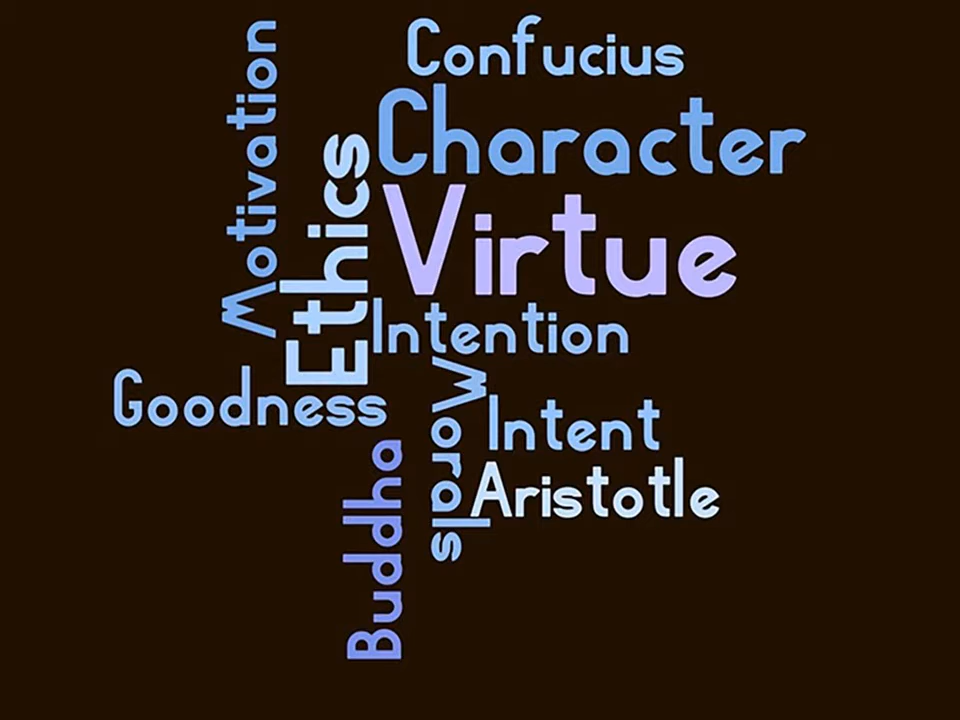 Confucius
Motivation
Character
Ethics
Virtue
Intention
Goodness
Morals
Intent
Buddha
Aristotle